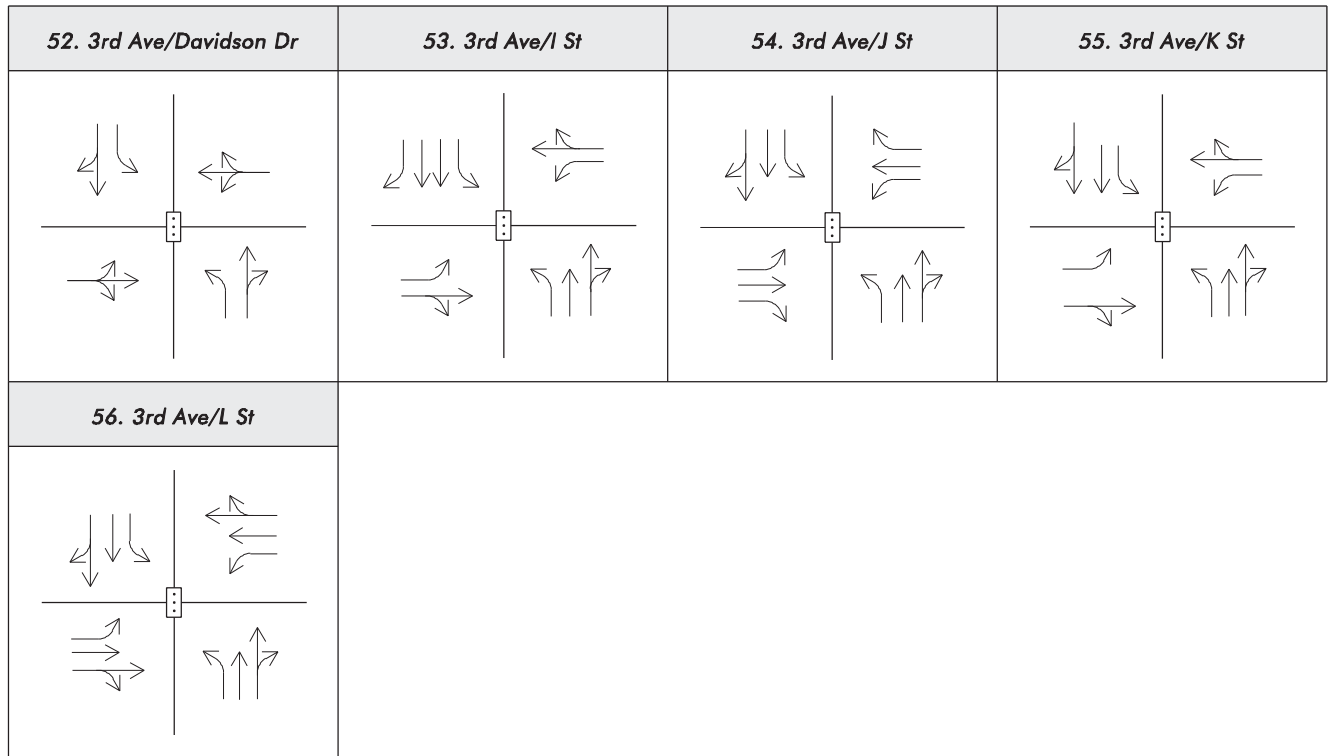 52. 3rd Ave/Davidson Dr
53. 3rd Ave/I St
54. 3rd Ave/J St
55. 3rd Ave/K St
56. 3rd Ave/L St